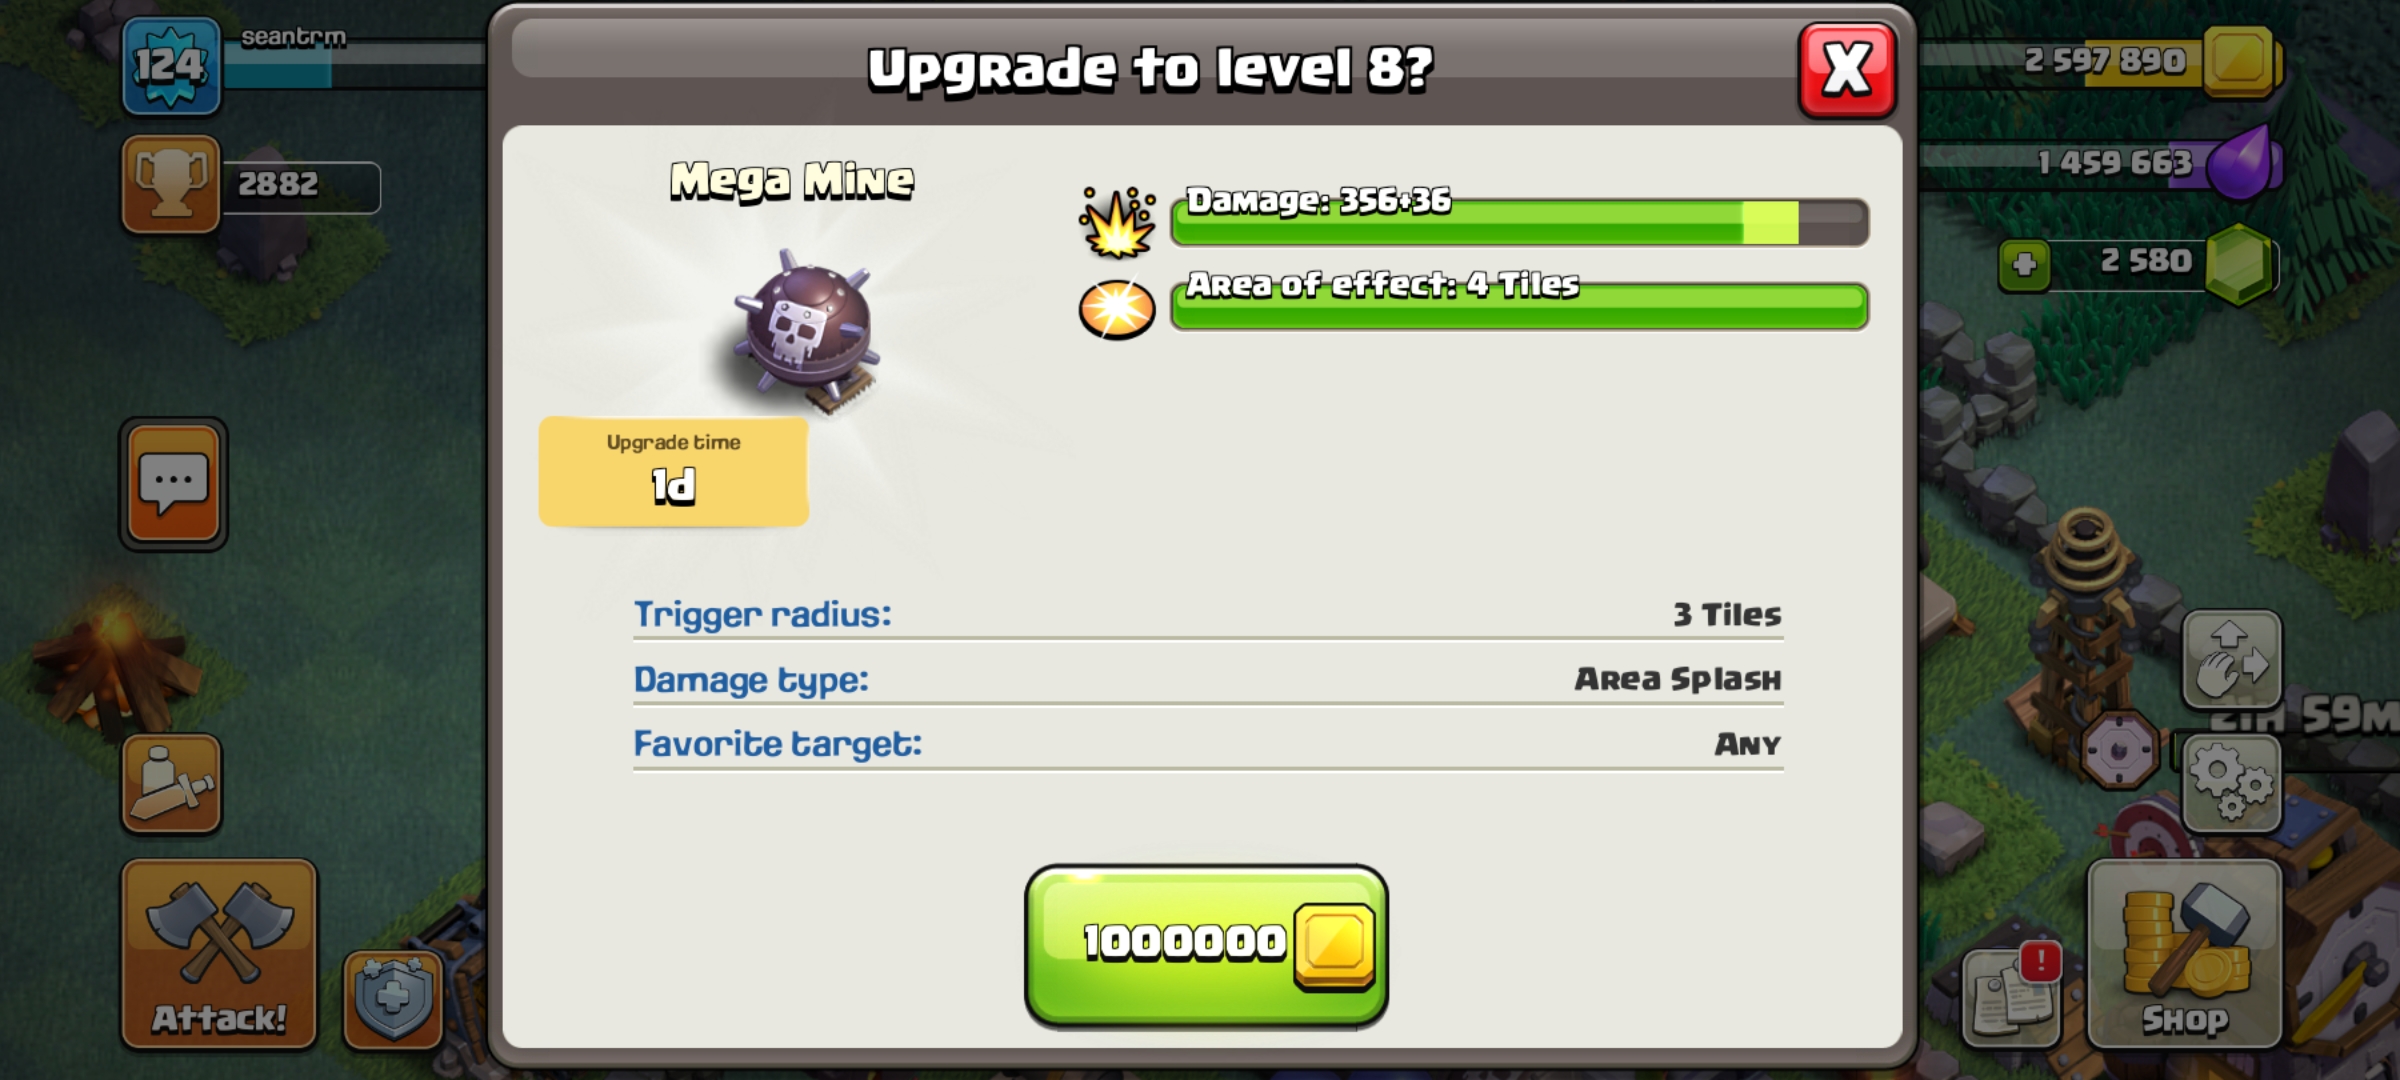 124
seantrm
2882
Upgrade to level 8?
X
2 597 890
1 459 663
2 580
Mega Mine
Damage: 356+36
Area of effect: 4 Tiles
Upgrade time
1d
Trigger radius: 3 Tiles
Damage type: Area Splash
Favorite target: Any
21H 59M
1000000
Attack!
!
Shop